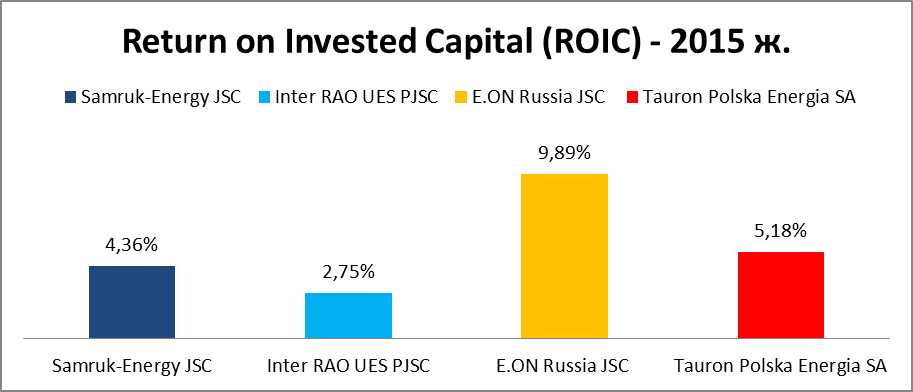 Return on Invested Capital (ROIC) - 2015 ж.
Samruk-Energy JSC Inter RAO UES PJSC E.ON Russia JSC Tauron Polska Energia SA
9,89%
5,18%
4,36%
2,75%
Samruk-Energy JSC Inter RAO UES PJSC E.ON Russia JSC Tauron Polska Energia SA